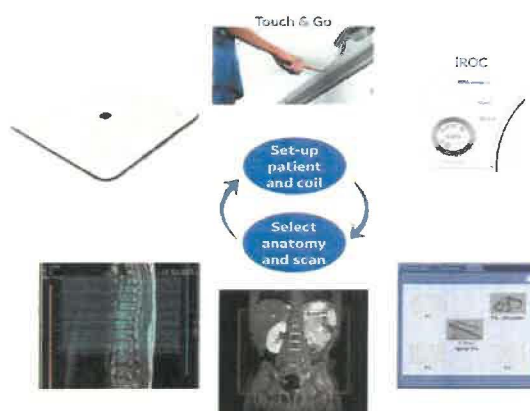 Touch & Go
IROC
Set-up
patient
and coil
Select
anatomy
and scan